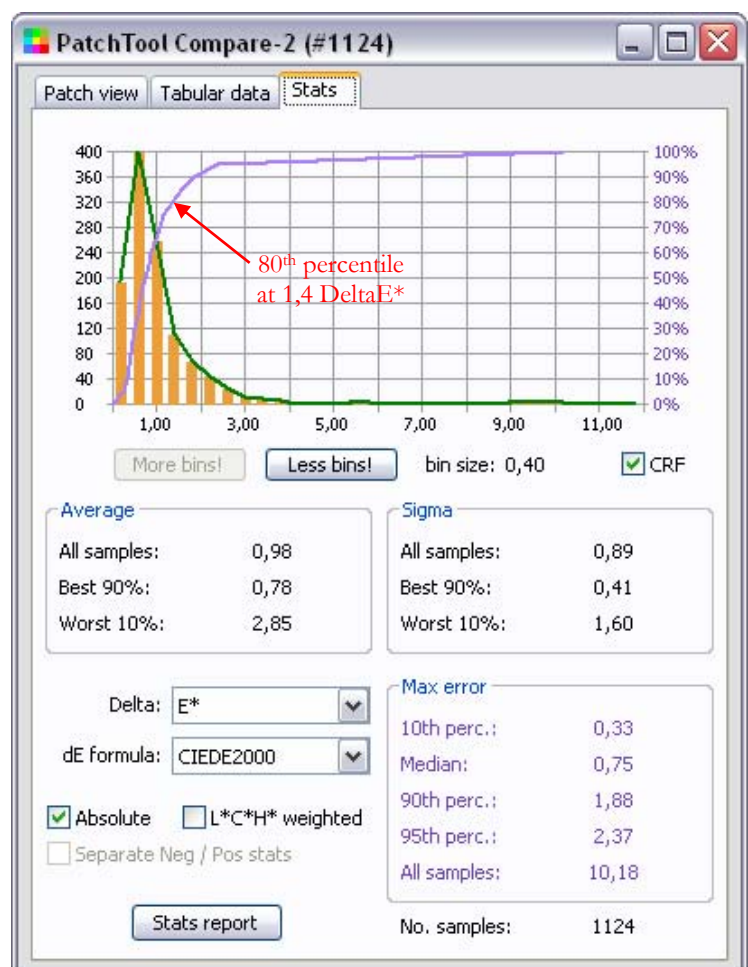 PatchTool Compare-2 (#1124)
Patch view Tabular data Stats
400 100%
360 90%
320 80%
280 70%
240 60%
200 50%
160 40%
120 30%
80 20%
40 10%
0 0%
80th percentile
at 1,4 DeltaE*
1,00 3,00 5,00 7,00 9,00 11,00
More bins! Less bins! bin size: 0,40 CRF
Average
All samples: 0,98
Best 90%: 0,78
Worst 10%: 2,85
Sigma
All samples: 0,89
Best 90%: 0,41
Worst 10%: 1,60
Delta: E*
dE formula: CIEDE2000
Absolute L*C*H* weighted
Separate Neg / Pos stats
Stats report
Max error
10th perc.: 0,33
Median: 0,75
90th perc.: 1,88
95th perc.: 2,37
All samples: 10,18
No. samples: 1124